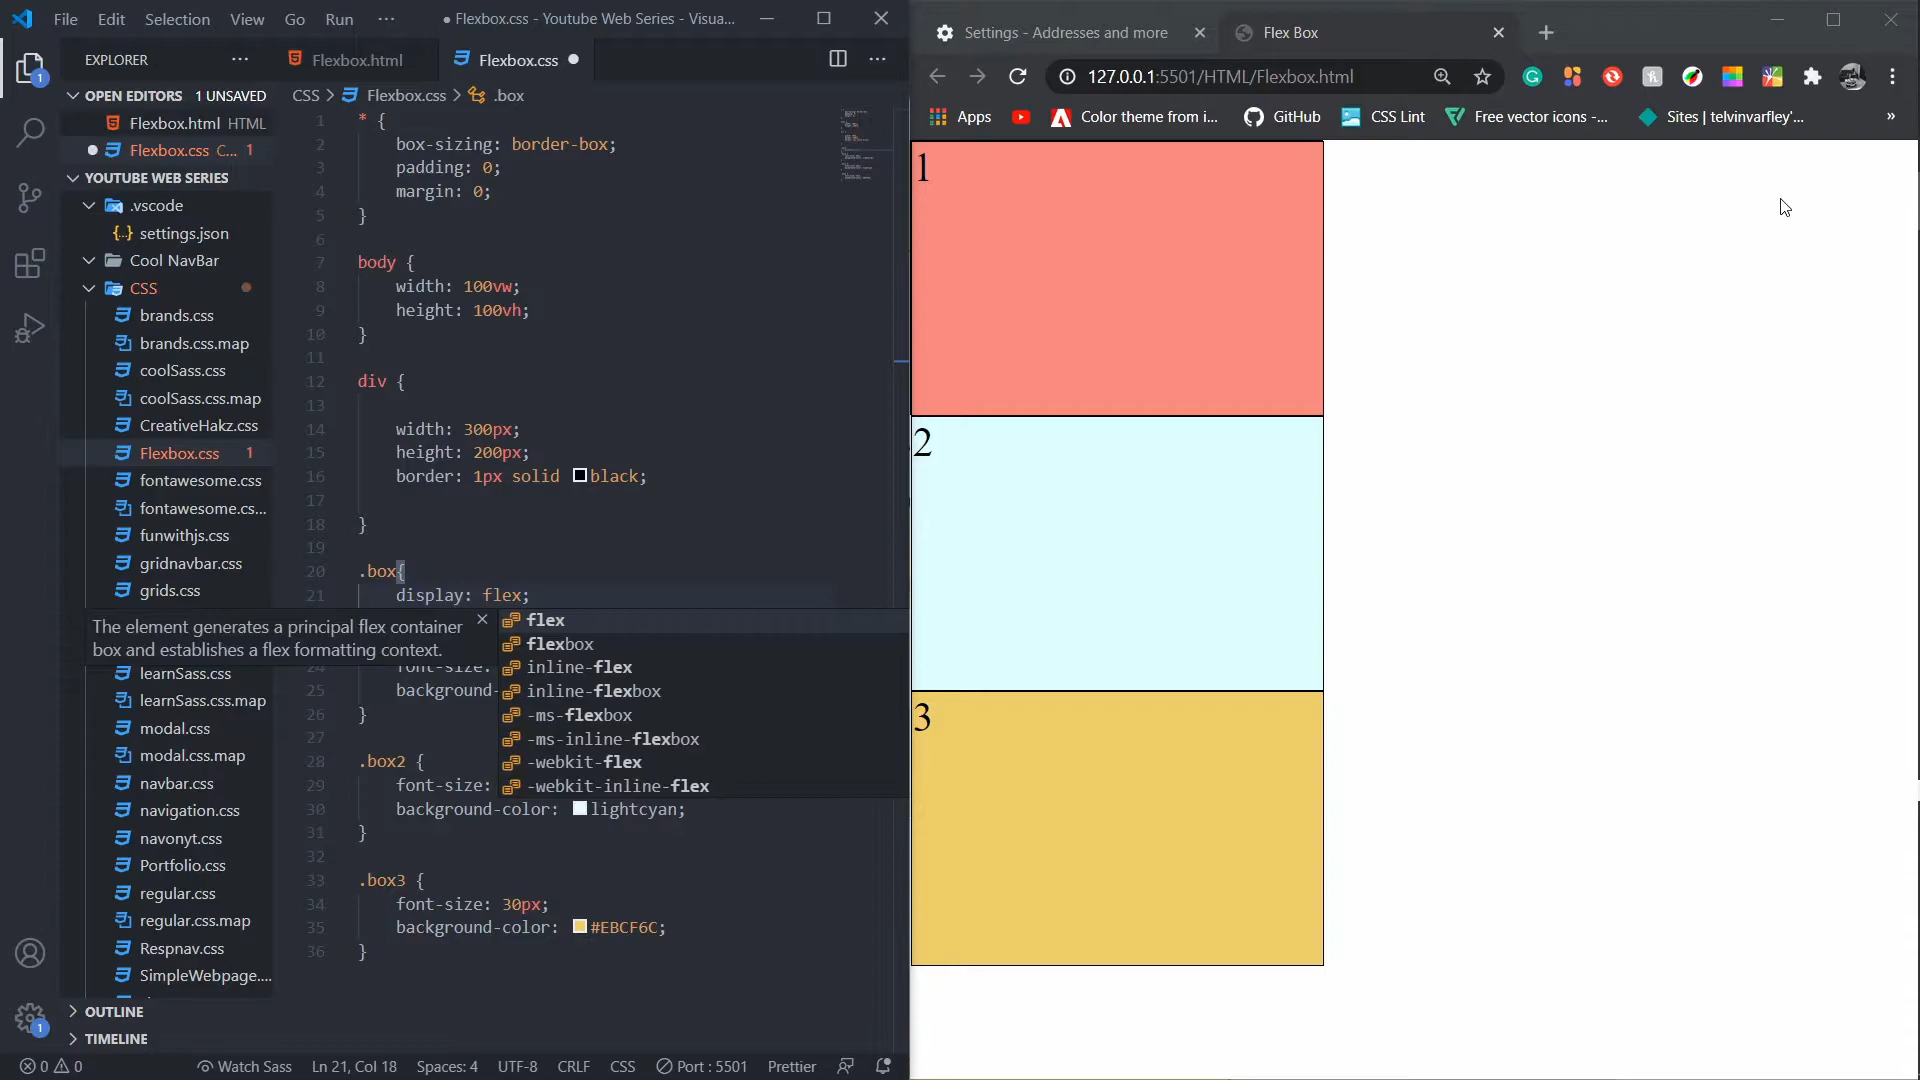 File Edit Selection View Go Run ··· ● Flexbox.css - Youtube Web Series - Visua...
EXPLORER ···
Flexbox.html
Flexbox.css
OPEN EDITORS 1 UNSAVED
Flexbox.html HTML
Flexbox.css C... 1
YOUTUBE WEB SERIES
.vscode
{..} settings.json
Cool NavBar
CSS
brands.css
brands.css.map
coolSass.css
coolSass.css.map
CreativeHakz.css
Flexbox.css 1
fontawesome.css
fontawesome.cs...
funwithjs.css
gridnavbar.css
grids.css
learnSass.css
learnSass.css.map
modal.css
modal.css.map
navbar.css
navigation.css
navonyt.css
Portfolio.css
regular.css
regular.css.map
Respnav.css
SimpleWebpage....
OUTLINE
TIMELINE
1
1
CSS > Flexbox.css > .box
1 * {
2 box-sizing: border-box;
3 padding: 0;
4 margin: 0;
5 }
6
7 body {
8 width: 100vw;
9 height: 100vh;
10 }
11
12 div {
13
14 width: 300px;
15 height: 200px;
16 border: 1px solid black;
17
18 }
19
20 .box{
21 display: flex;
The element generates a principal flex container
box and establishes a flex formatting context.
flex
flexbox
inline-flex
inline-flexbox
-ms-flexbox
-ms-inline-flexbox
-webkit-flex
-webkit-inline-flex
24 font-size:
25 background-
26 }
27
28 .box2 {
29 font-size:
30 background-color: lightcyan;
31 }
32
33 .box3 {
34 font-size: 30px;
35 background-color: #EBCF6C;
36 }
0 0 Watch Sass Ln 21, Col 18 Spaces: 4 UTF-8 CRLF CSS Port : 5501 Prettier
Settings - Addresses and more
Flex Box
127.0.0.1:5501/HTML/Flexbox.html
Apps Color theme from i... GitHub CSS Lint Free vector icons -... Sites | telvinvarfley'... »
1
2
3